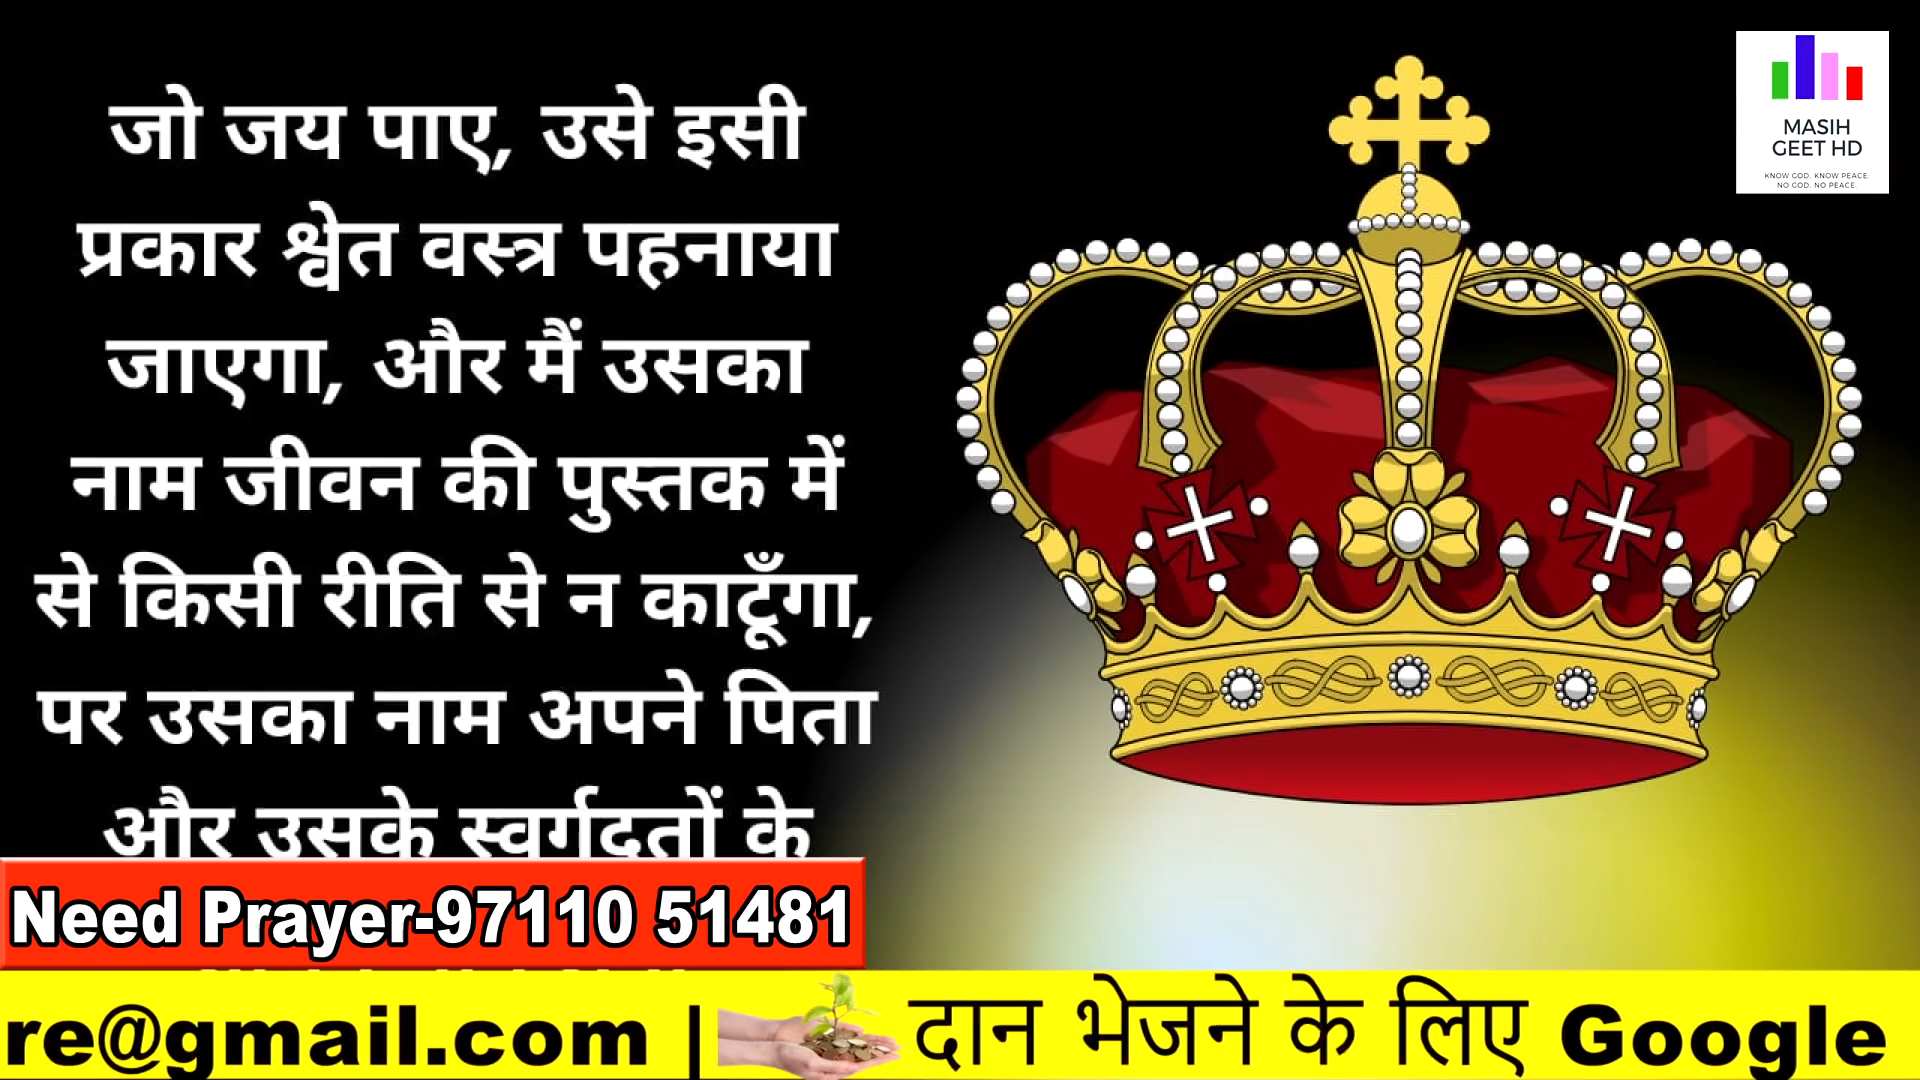 जो जय पाए, उसे इसी
प्रकार श्वेत वस्त्र पहनाया
जाएगा, और मैं उसका
नाम जीवन की पुस्तक में
से किसी रीति से न काटूँगा,
पर उसका नाम अपने पिता
और उसके स्वर्गदूतों के
MASIH
GEET HD
KNOW GOD. KNOW PEACE.
NO GOD. NO PEACE.
Need Prayer-97110 51481
re@gmail.com | दान भेजने के लिए Google